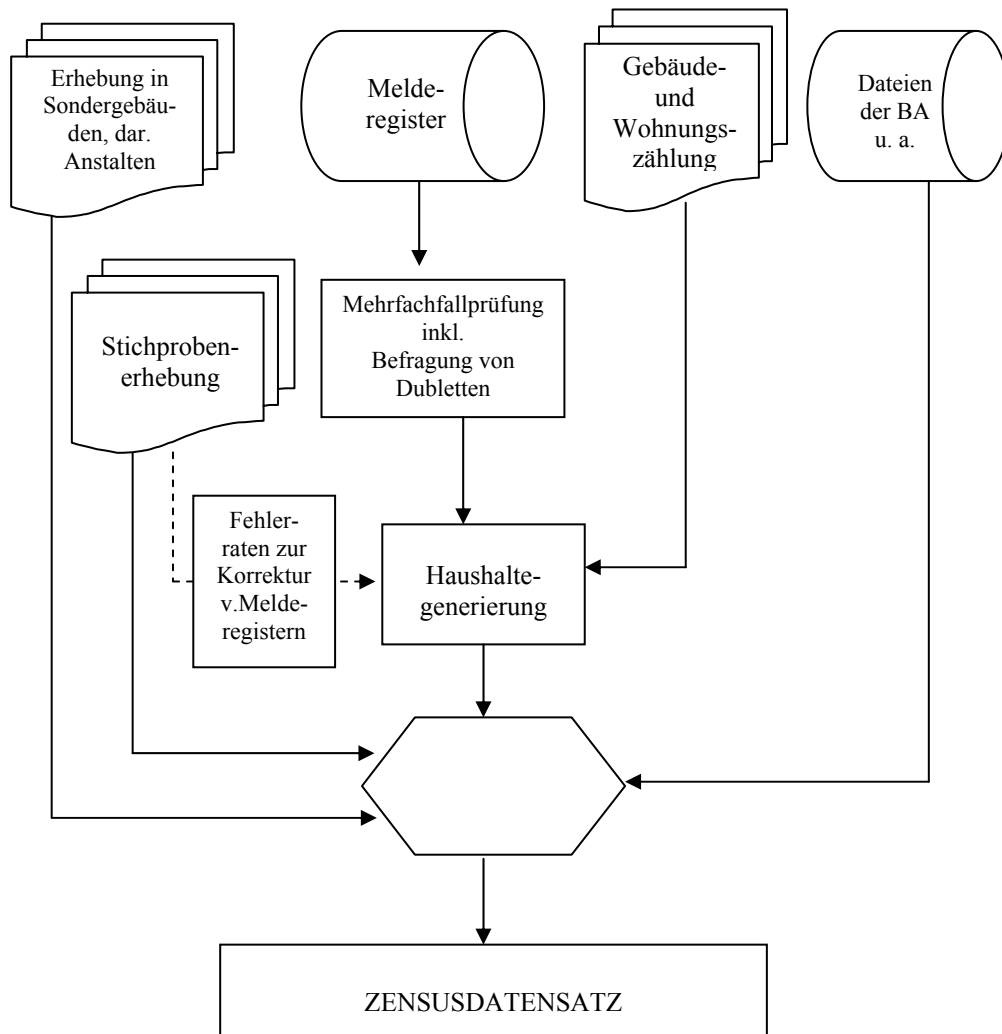 Erhebung in
Sondergebäu-
den, dar.
Anstalten
Melde-
register
Gebäude-
und
Wohnungs-
zählung
Dateien
der BA
u. a.
Stichproben-
erhebung
Mehrfachfallprüfung
inkl.
Befragung von
Dubletten
Fehler-
raten zur
Korrektur
v.Melde-
registern
Haushalte-
generierung
ZENSUSDATENSATZ